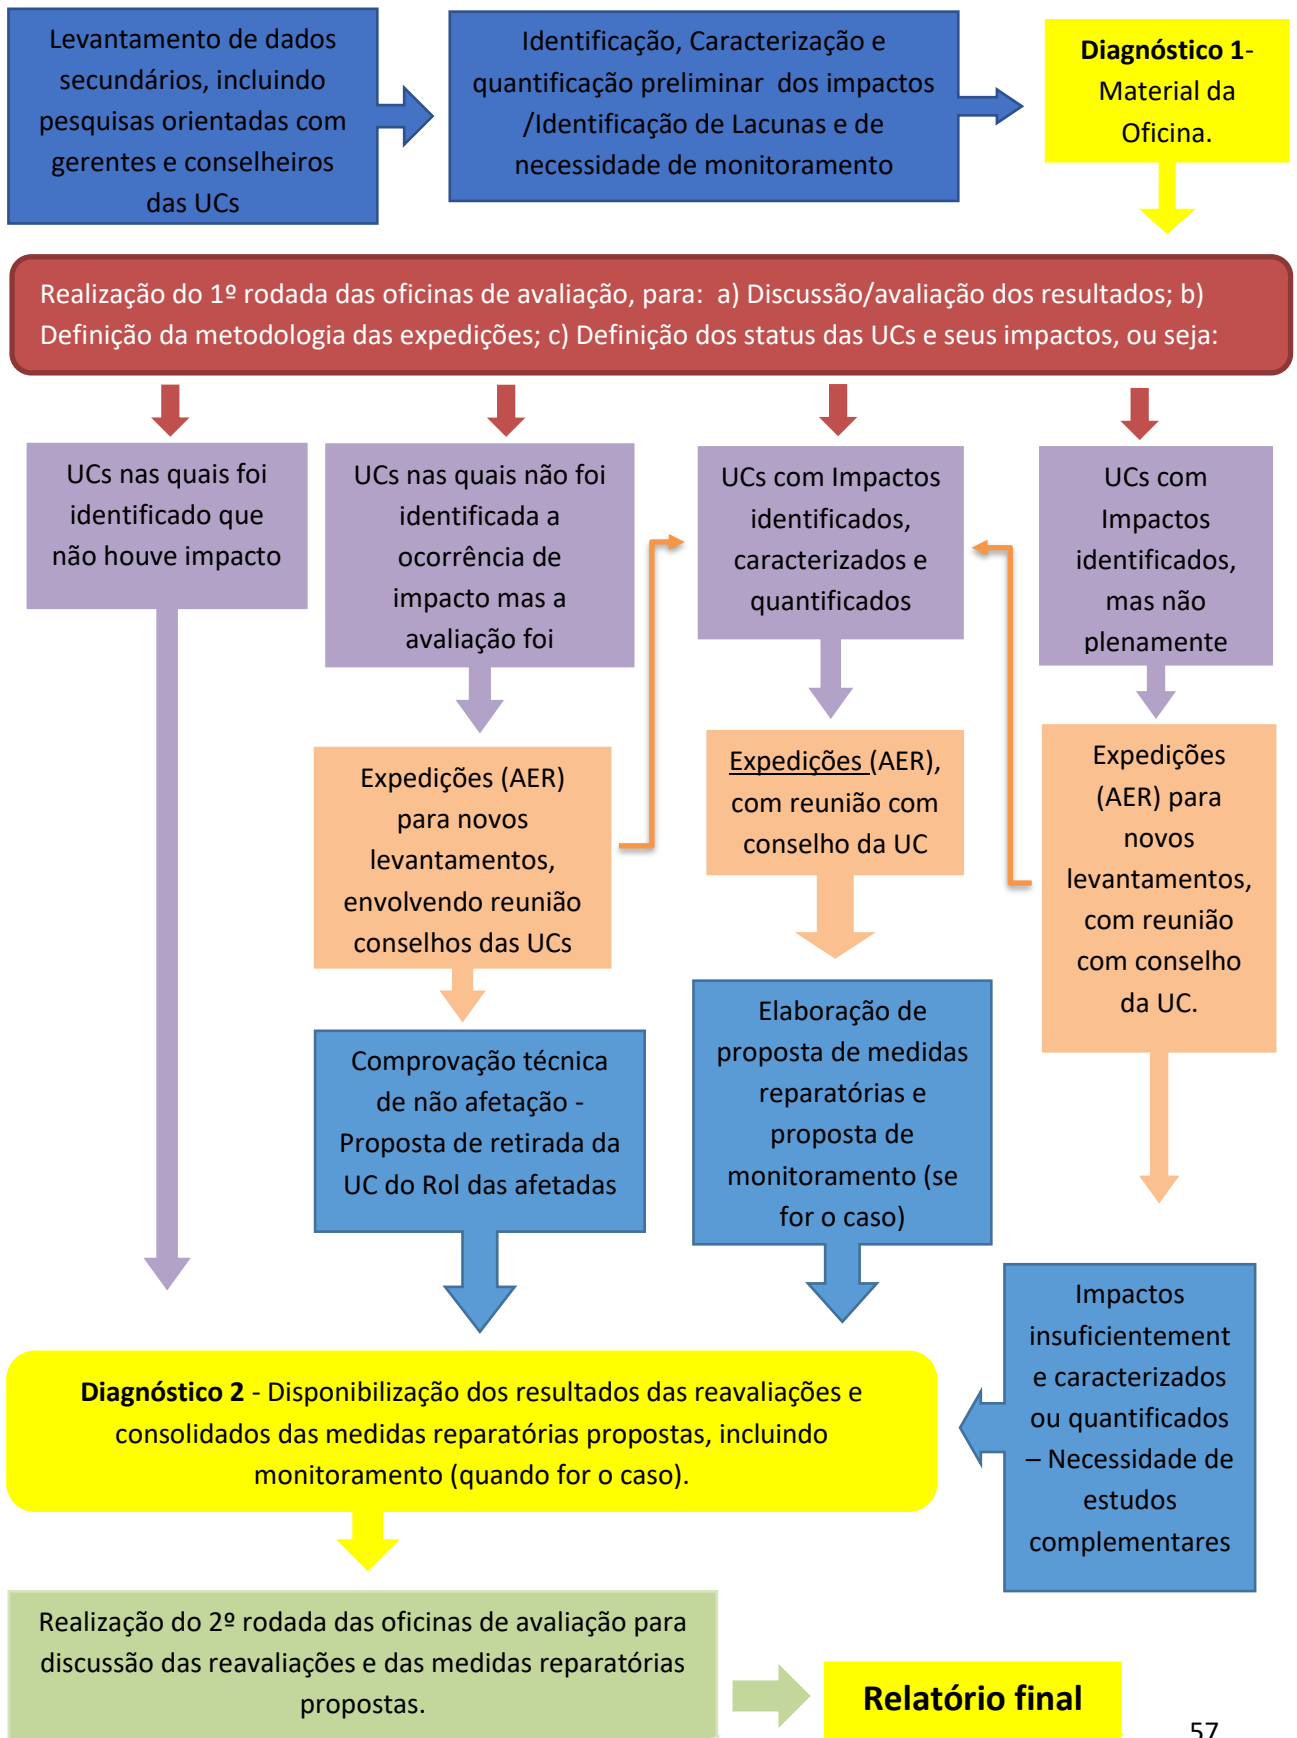 Levantamento de dados
secundários, incluindo
pesquisas orientadas com
gerentes e conselheiros
das UCs
Identificação, Caracterização e
quantificação preliminar dos impactos
/Identificação de Lacunas e de
necessidade de monitoramento
Diagnóstico 1-
Material da
Oficina.
Realização do 1º rodada das oficinas de avaliação, para: a) Discussão/avaliação dos resultados; b)
Definição da metodologia das expedições; c) Definição dos status das UCs e seus impactos, ou seja:
UCs nas quais foi
identificado que
não houve impacto
UCs nas quais não foi
identificada a
ocorrência de
impacto mas a
avaliação foi
UCs com Impactos
identificados,
caracterizados e
quantificados
UCs com
Impactos
identificados,
mas não
plenamente
Expedições (AER)
para novos
levantamentos,
envolvendo reunião
conselhos das UCs
Expedições (AER),
com reunião com
conselho da UC
Expedições
(AER) para
novos
levantamentos,
com reunião
com conselho
da UC.
Comprovação técnica
de não afetação -
Proposta de retirada da
UC do Rol das afetadas
Elaboração de
proposta de medidas
reparatórias e
proposta de
monitoramento (se
for o caso)
Impactos
insuficientement
e caracterizados
ou quantificados
– Necessidade de
estudos
complementares
Diagnóstico 2 - Disponibilização dos resultados das reavaliações e
consolidados das medidas reparatórias propostas, incluindo
monitoramento (quando for o caso).
Realização do 2º rodada das oficinas de avaliação para
discussão das reavaliações e das medidas reparatórias
propostas.
Relatório final
57